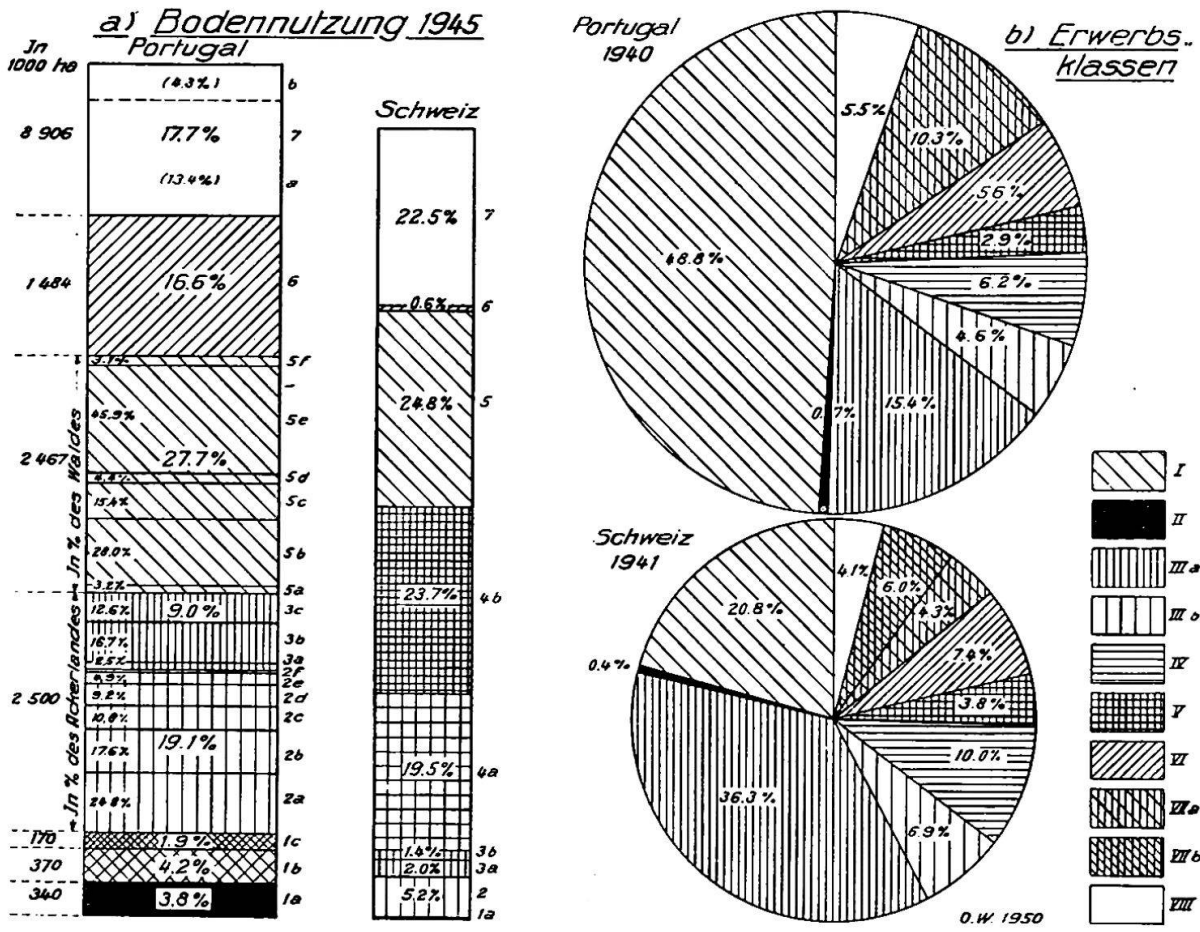 a) Bodennutzung 1945
Portugal
Jn
1000 ha
(4.3%) b
8 906
17.7% 7
(13.4%) a
1 484
16.6% 6
5f
45.9% 5e
27.7%
2 467
5d
15.4% 5c
28.0% 5b
3.2% 5a
Jn % des Waldes
12.6% 9.0% 3c
16.7% 3b
2.5% 3a
2f
4.9% 2e
9.2% 2d
2 500
10.8% 2c
19.1%
17.6% 2b
24.8% 2a
Jn % des Ackerlandes
170 1.9% 1c
370 4.2% 1b
340 3.8% 1a
Schweiz
22.5% 7
0.6% 6
24.8% 5
23.7% 4b
19.5% 4a
1.4% 3b
2.0% 3a
5.2% 2
1a
b) Erwerbs-
klassen
Portugal
1940
5.5%
10.3%
5.6%
2.9%
6.2%
4.6%
15.4%
48.8%
Schweiz
1941
4.1%
6.0%
4.3%
7.4%
3.8%
10.0%
6.9%
36.3%
0.4%
20.8%
I
II
III a
III b
IV
V
VI
VII a
VII b
VIII
O.W. 1950